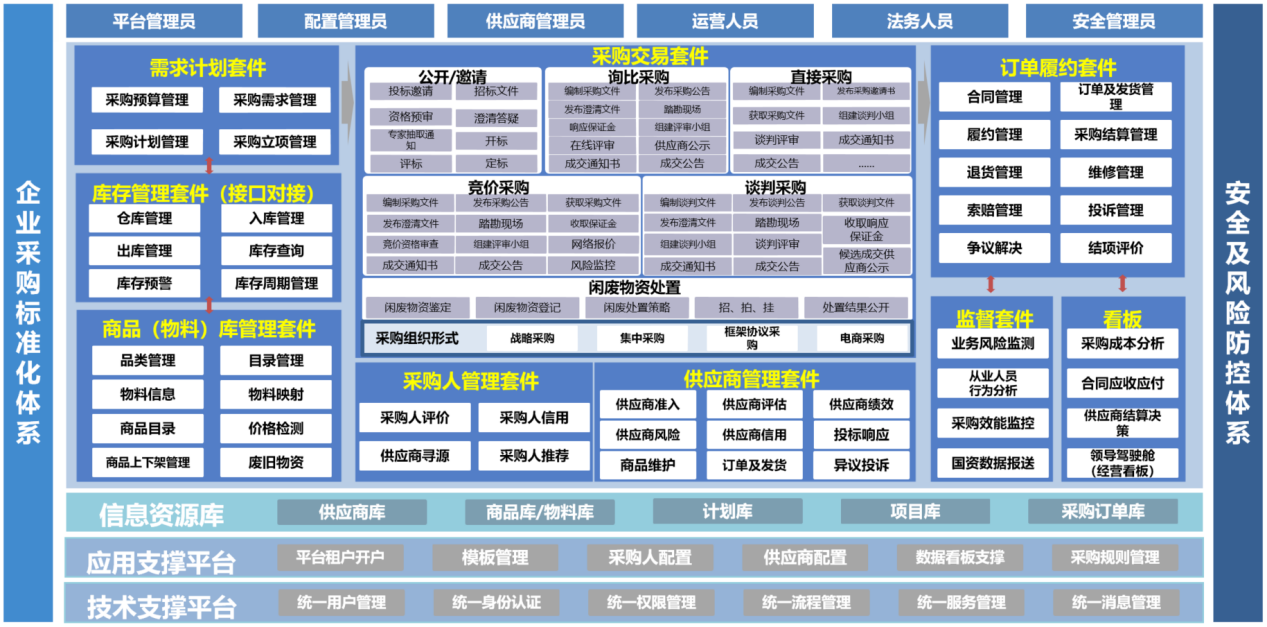 企业采购标准化体系
平台管理员
配置管理员
供应商管理员
运营人员
法务人员
安全管理员
需求计划套件
采购预算管理
采购需求管理
采购计划管理
采购立项管理
库存管理套件（接口对接）
仓库管理
入库管理
出库管理
库存查询
库存预警
库存周期管理
商品（物料）库管理套件
品类管理
目录管理
物料信息
物料映射
商品目录
价格检测
商品上下架管理
废旧物资
采购交易套件
公开/邀请
投标邀请
招标文件
资格预审
澄清答疑
专家抽取通
知
开标
评标
定标
询比采购
编制采购文件
发布采购公告
发布澄清文件
踏勘现场
响应保证金
组建评审小组
在线评审
供应商公示
成交通知书
成交公告
直接采购
编制采购文件
发布采购邀请书
获取采购文件
组建谈判小组
谈判评审
成交通知书
成交公告
......
竞价采购
编制采购文件
发布采购公告
获取采购文件
发布澄清文件
踏勘现场
收取保证金
竞价资格审查
组建评审小组
网络报价
成交通知书
成交公告
风险监控
谈判采购
编制谈判文件
发布谈判公告
获取谈判文件
发布澄清文件
踏勘现场
收取响应
保证金
组建谈判小组
谈判评审
候选成交供
应商公示
成交通知书
成交公告
闲废物资处置
闲废物资鉴定
闲废物资登记
闲废处置策略
招、拍、挂
处置结果公开
采购组织形式
战略采购
集中采购
框架协议采
购
电商采购
采购人管理套件
采购人评价
采购人信用
供应商寻源
采购人推荐
供应商管理套件
供应商准入
供应商评估
供应商绩效
供应商风险
供应商信用
投标响应
商品维护
订单及发货
异议投诉
订单履约套件
合同管理
订单及发货管
理
履约管理
采购结算管理
退货管理
维修管理
索赔管理
投诉管理
争议解决
结项评价
监督套件
业务风险监测
从业人员
行为分析
采购效能监控
国资数据报送
看板
采购成本分析
合同应收应付
供应商结算决
策
领导驾驶舱
（经营看板）
信息资源库
供应商库
商品库/物料库
计划库
项目库
采购订单库
应用支撑平台
平台租户开户
模板管理
采购人配置
供应商配置
数据看板支撑
采购规则管理
技术支撑平台
统一用户管理
统一身份认证
统一权限管理
统一流程管理
统一服务管理
统一消息管理
安全及风险防控体系